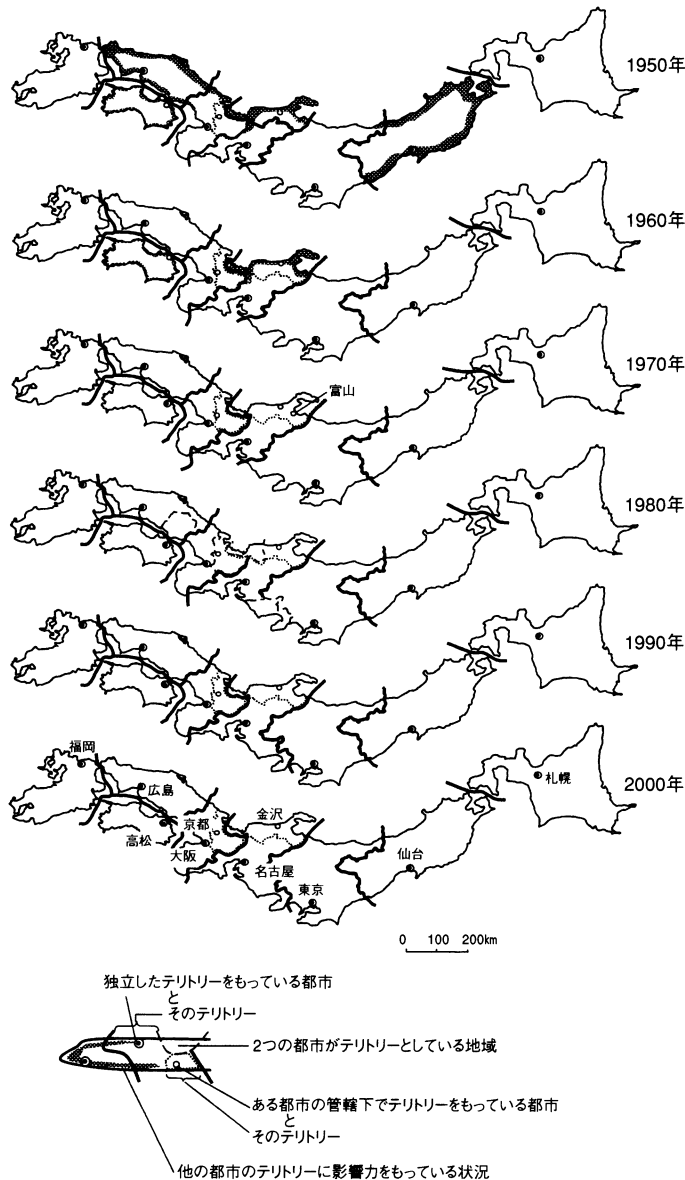 1950年
1960年
1970年
富山
1980年
1990年
2000年
福岡
広島
高松
京都
大阪
金沢
名古屋
東京
仙台
札幌
0 100 200km
独立したテリトリーをもっている都市
と
そのテリトリー
2つの都市がテリトリーとしている地域
ある都市の管轄下でテリトリーをもっている都市
と
そのテリトリー
他の都市のテリトリーに影響力をもっている状況